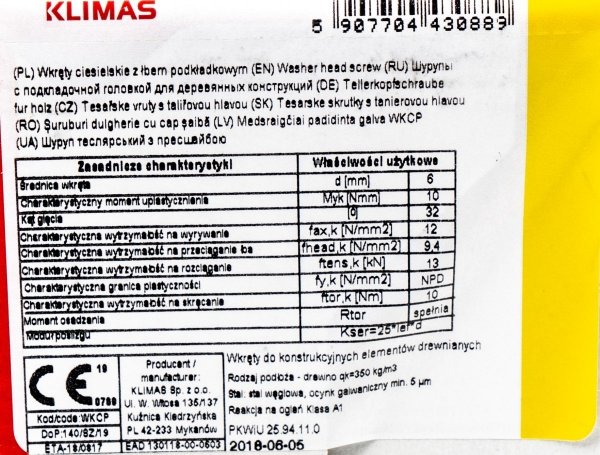 KLIMAS
5 907704 430889
(PL) Wkręty ciesielskie z łbem podkładkowym (EN) Washer head screw (RU) Шурупы
с подкладочной головкой для деревянных конструкций (DE) Tellerkopfschraube
fur holz (CZ) Tesařske vruty s talířovou hlavou (SK) Tesarske skrutky s tanierovou hlavou
(RO) Șuruburi dulgherie cu cap șaibă (LV) Medsraigčiai padidinta galva WKCP
(UA) Шуруп теслярський з пресшайбою
Zasadnicze charakterystyki Właściwości użytkowe
Średnica wkręta d [mm] 6
Charakterystyczny moment uplastycznienia Myk [Nmm] 10
Kąt gięcia [°] 32
Charakterystyczna wytrzymałość na wyrywanie fax,k [N/mm2] 12
Charakterystyczna wytrzymałość na przeciąganie łba fhead,k [N/mm2] 9,4
Charakterystyczna wytrzymałość na rozciąganie ftens,k [kN] 13
Charakterystyczna granica plastyczności fy,k [N/mm2] NPD
Charakterystyczna wytrzymałość na skręcanie ftor,k [Nm] 10
Moment osadzania Rtor spełnia
Moduł poślizgu Kser=25*lef*d
CE 19
0769
Kod/code: WKCP
DoP:140/SZ/19
ETA-18/0817
Producent /
manufacturer:
KLIMAS Sp. z o.o.
Ul. W. Witosa 135/137
Kuźnica Kiedrzyńska
PL 42-233 Mykanów
EAD 130118-00-0603
Wkręty do konstrukcyjnych elementów drewnianych
Rodzaj podłoża - drewno qk=350 kg/m3
Stal: stal węglowa, ocynk galwaniczny min. 5 μm
Reakcja na ogień Klasa A1
PKWiU 25.94.11.0
2018-06-05